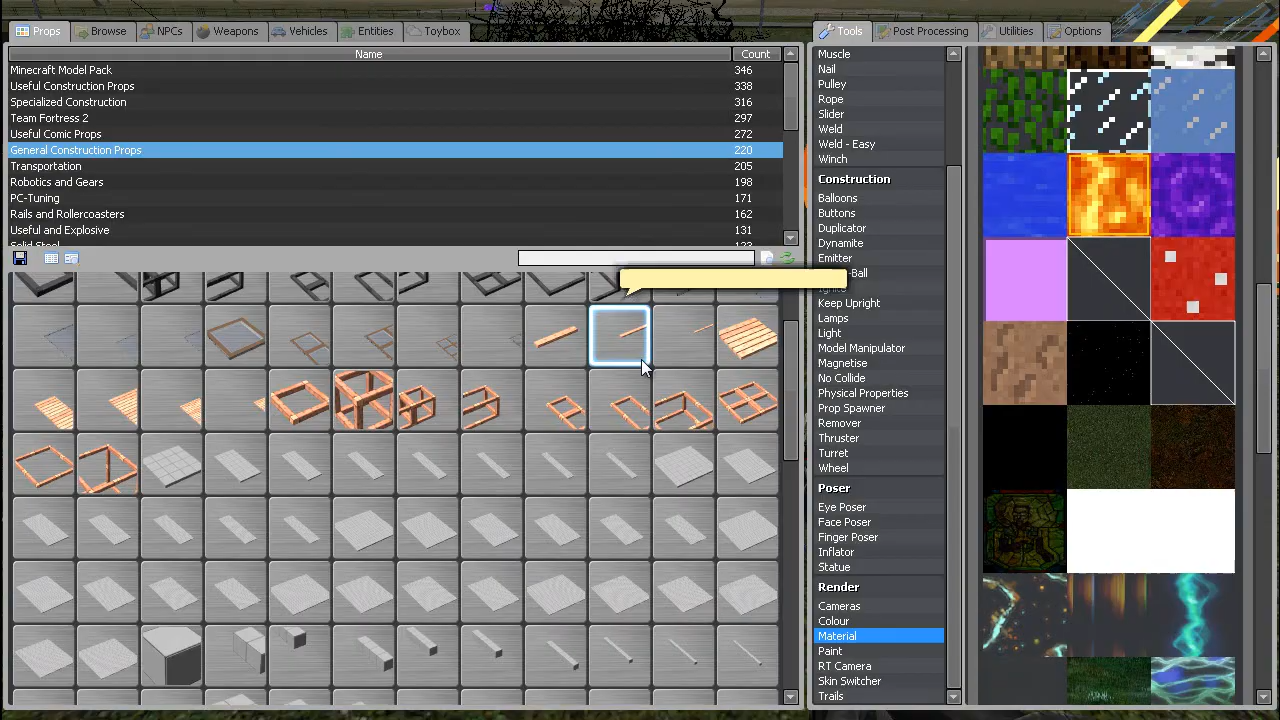 Props Browse NPCs Weapons Vehicles Entities Toybox
Name Count
Minecraft Model Pack 346
Useful Construction Props 338
Specialized Construction 316
Team Fortress 2 297
Useful Comic Props 272
General Construction Props 220
Transportation 205
Robotics and Gears 198
PC-Tuning 171
Rails and Rollercoasters 162
Useful and Explosive 131
Solid Steel 123
Tools Post Processing Utilities Options
Muscle
Nail
Pulley
Rope
Slider
Weld
Weld - Easy
Winch
Construction
Balloons
Buttons
Duplicator
Dynamite
Emitter
-Ball
Keep Upright
Lamps
Light
Model Manipulator
Magnetise
No Collide
Physical Properties
Prop Spawner
Remover
Thruster
Turret
Wheel
Poser
Eye Poser
Face Poser
Finger Poser
Inflator
Statue
Render
Cameras
Colour
Material
Paint
RT Camera
Skin Switcher
Trails